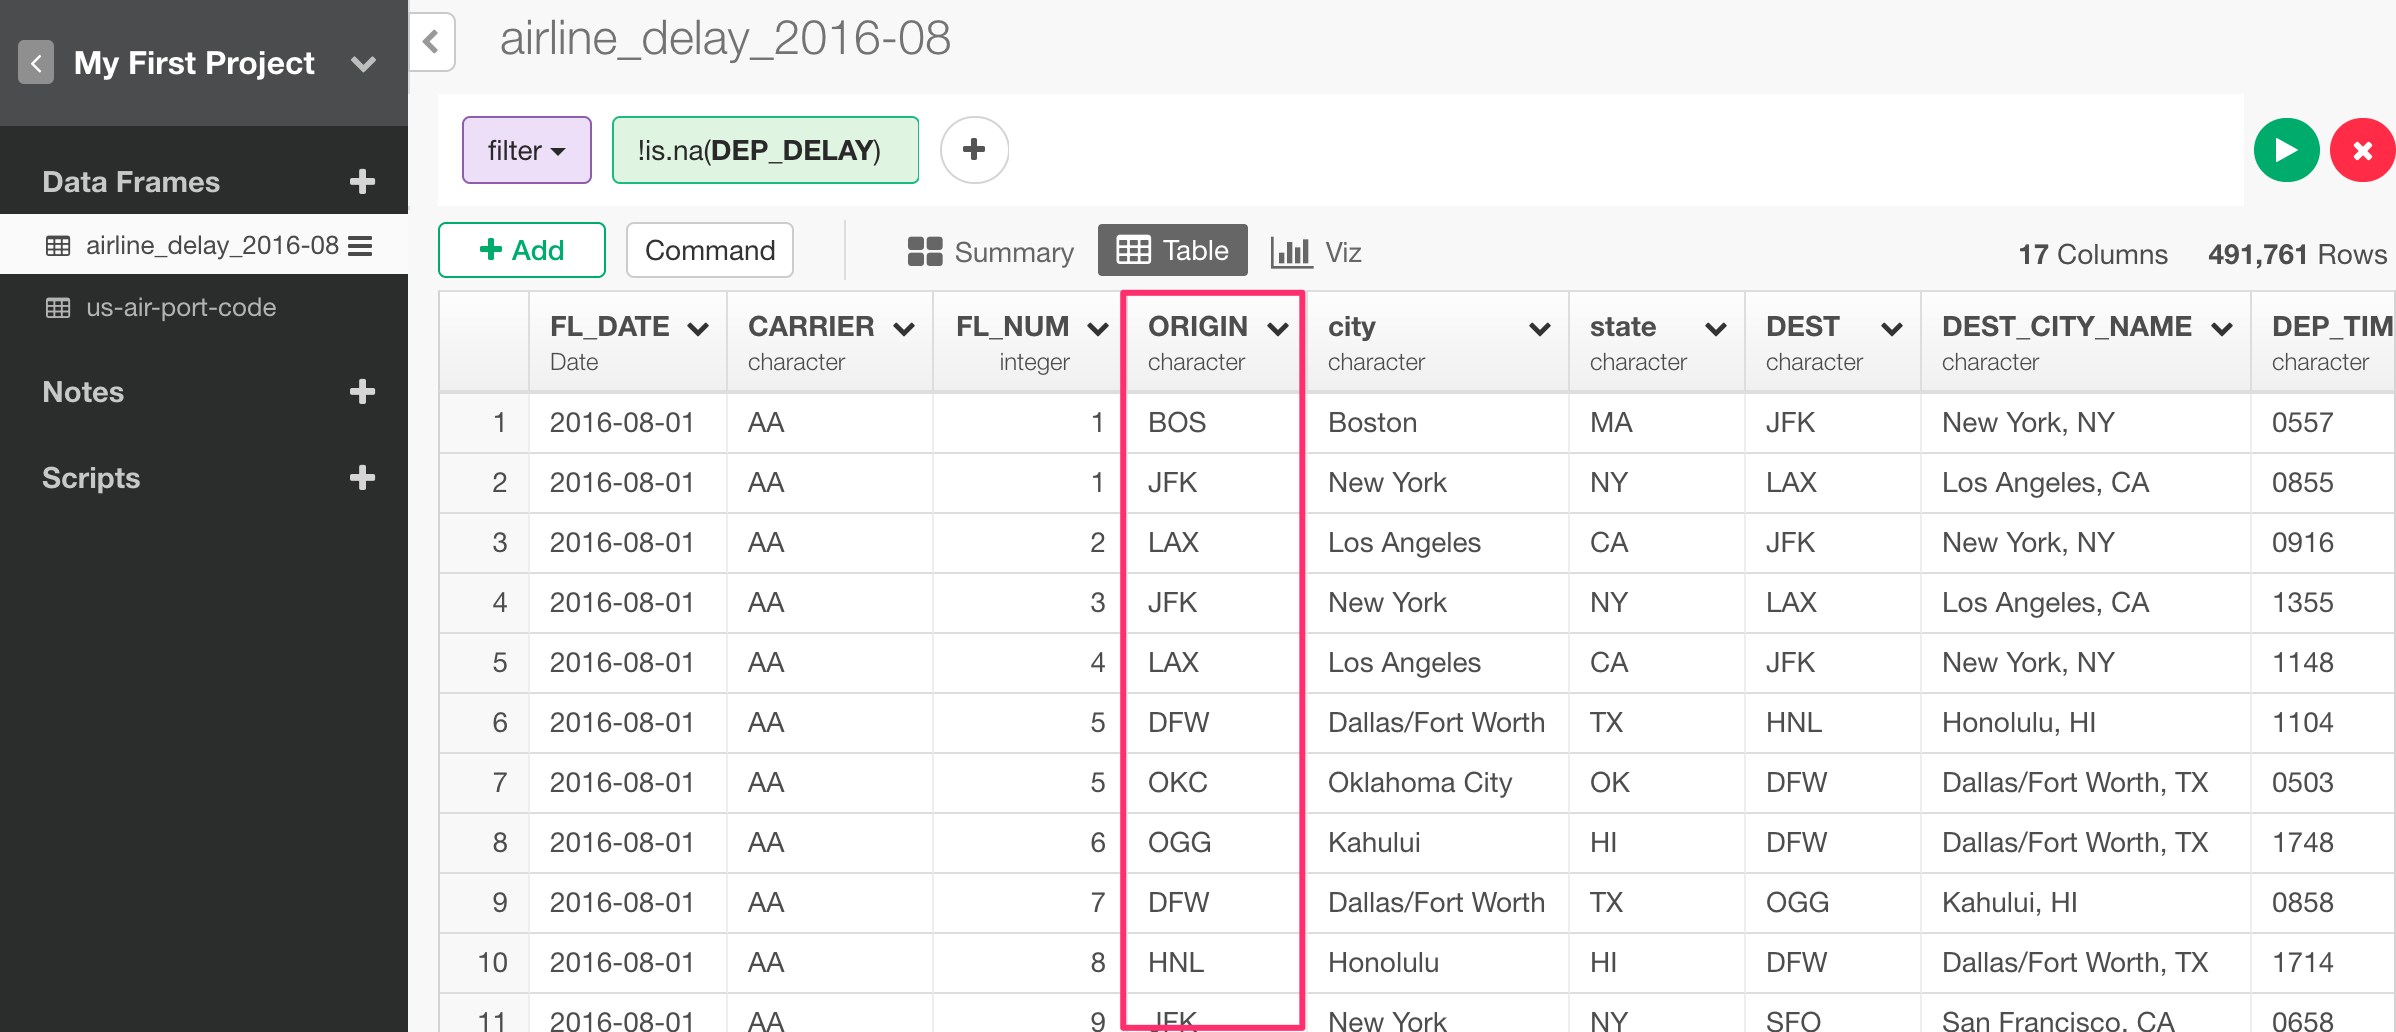 My First Project
airline_delay_2016-08
filter !is.na(DEP_DELAY)
Data Frames
airline_delay_2016-08
us-air-port-code
Notes
Scripts
Add Command Summary Table Viz 17 Columns 491,761 Rows
FL_DATE CARRIER FL_NUM ORIGIN city state DEST DEST_CITY_NAME DEP_TIM
Date character integer character character character character character character
1 2016-08-01 AA 1 BOS Boston MA JFK New York, NY 0557
2 2016-08-01 AA 1 JFK New York NY LAX Los Angeles, CA 0855
3 2016-08-01 AA 2 LAX Los Angeles CA JFK New York, NY 0916
4 2016-08-01 AA 3 JFK New York NY LAX Los Angeles, CA 1355
5 2016-08-01 AA 4 LAX Los Angeles CA JFK New York, NY 1148
6 2016-08-01 AA 5 DFW Dallas/Fort Worth TX HNL Honolulu, HI 1104
7 2016-08-01 AA 5 OKC Oklahoma City OK DFW Dallas/Fort Worth, TX 0503
8 2016-08-01 AA 6 OGG Kahului HI DFW Dallas/Fort Worth, TX 1748
9 2016-08-01 AA 7 DFW Dallas/Fort Worth TX OGG Kahului, HI 0858
10 2016-08-01 AA 8 HNL Honolulu HI DFW Dallas/Fort Worth, TX 1714
11 2016-08-01 AA 9 JFK New York NY SFO San Francisco, CA 0658